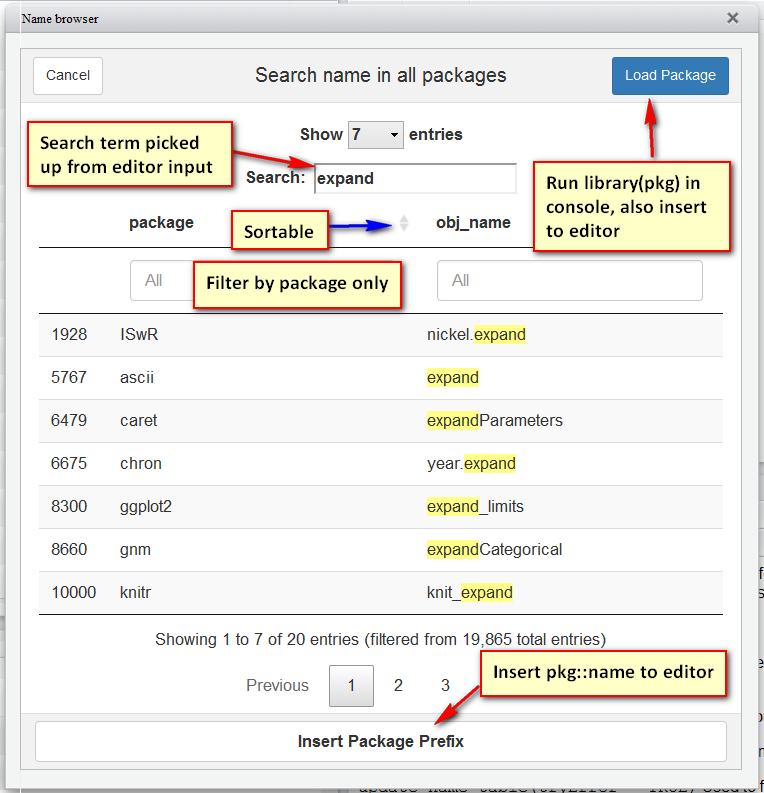 Name browser
Cancel
Search name in all packages
Load Package
Show 7 entries
Search term picked
up from editor input
Search: expand
Run library(pkg) in
console, also insert
to editor
package
Sortable
obj_name
All
Filter by package only
All
1928 ISwR nickel.expand
5767 ascii expand
6479 caret expandParameters
6675 chron year.expand
8300 ggplot2 expand_limits
8660 gnm expandCategorical
10000 knitr knit_expand
Showing 1 to 7 of 20 entries (filtered from 19,865 total entries)
Previous 1 2 3
Insert pkg::name to editor
Insert Package Prefix